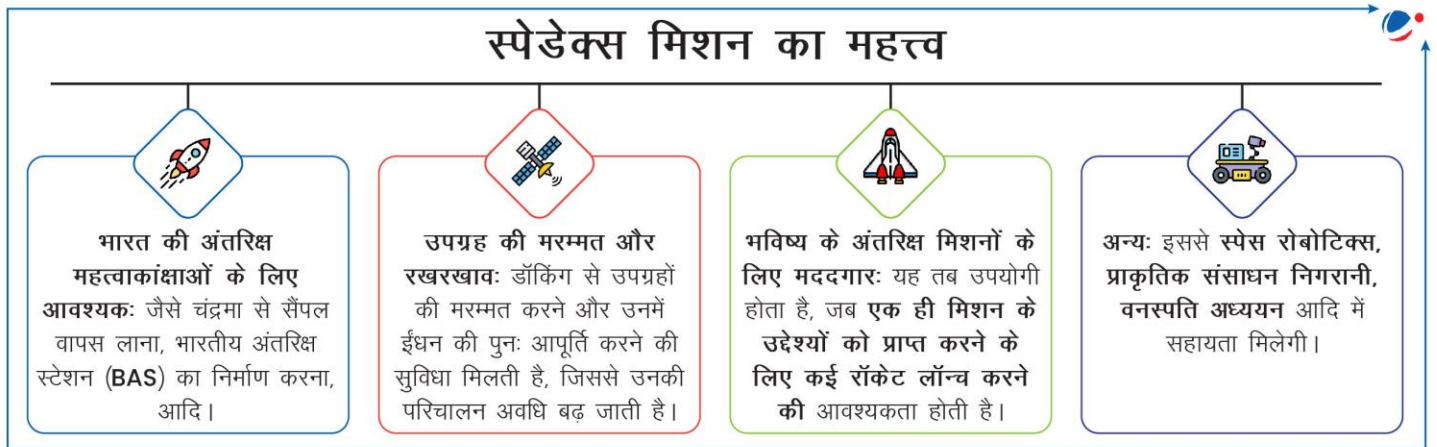 स्पेडेक्स मिशन का महत्त्व
भारत की अंतरिक्ष
महत्वाकांक्षाओं के लिए
आवश्यकः जैसे चंद्रमा से सैंपल
वापस लाना, भारतीय अंतरिक्ष
स्टेशन (BAS) का निर्माण करना,
आदि।
उपग्रह की मरम्मत और
रखरखावः डॉकिंग से उपग्रहों
की मरम्मत करने और उनमें
ईंधन की पुनः आपूर्ति करने की
सुविधा मिलती है, जिससे उनकी
परिचालन अवधि बढ़ जाती है।
भविष्य के अंतरिक्ष मिशनों के
लिए मददगारः यह तब उपयोगी
होता है, जब एक ही मिशन के
उद्देश्यों को प्राप्त करने के
लिए कई रॉकेट लॉन्च करने
की आवश्यकता होती है।
अन्यः इससे स्पेस रोबोटिक्स,
प्राकृतिक संसाधन निगरानी,
वनस्पति अध्ययन आदि में
सहायता मिलेगी।